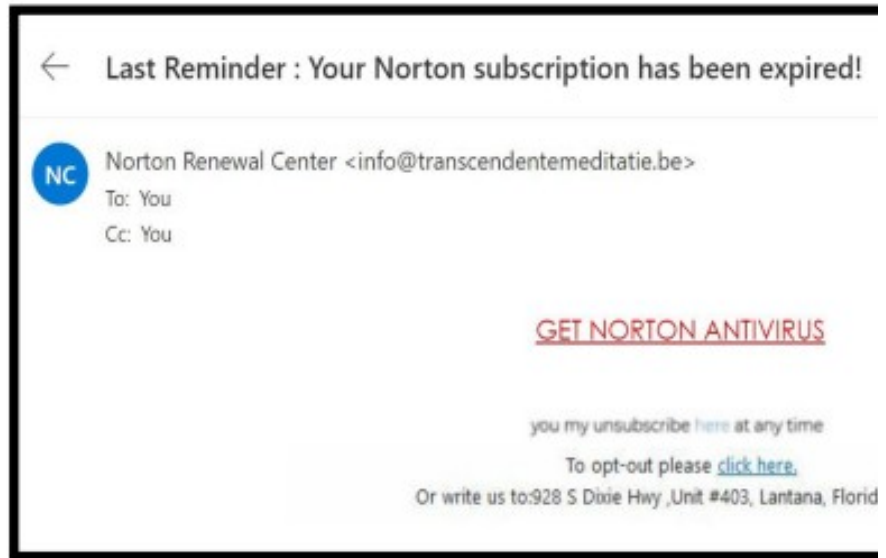 Last Reminder : Your Norton subscription has been expired!
NC
Norton Renewal Center <info@transcendentemeditatie.be>
To: You
Cc: You
GET NORTON ANTIVIRUS
you my unsubscribe here at any time
To opt-out please click here.
Or write us to:928 S Dixie Hwy ,Unit #403, Lantana, Florid